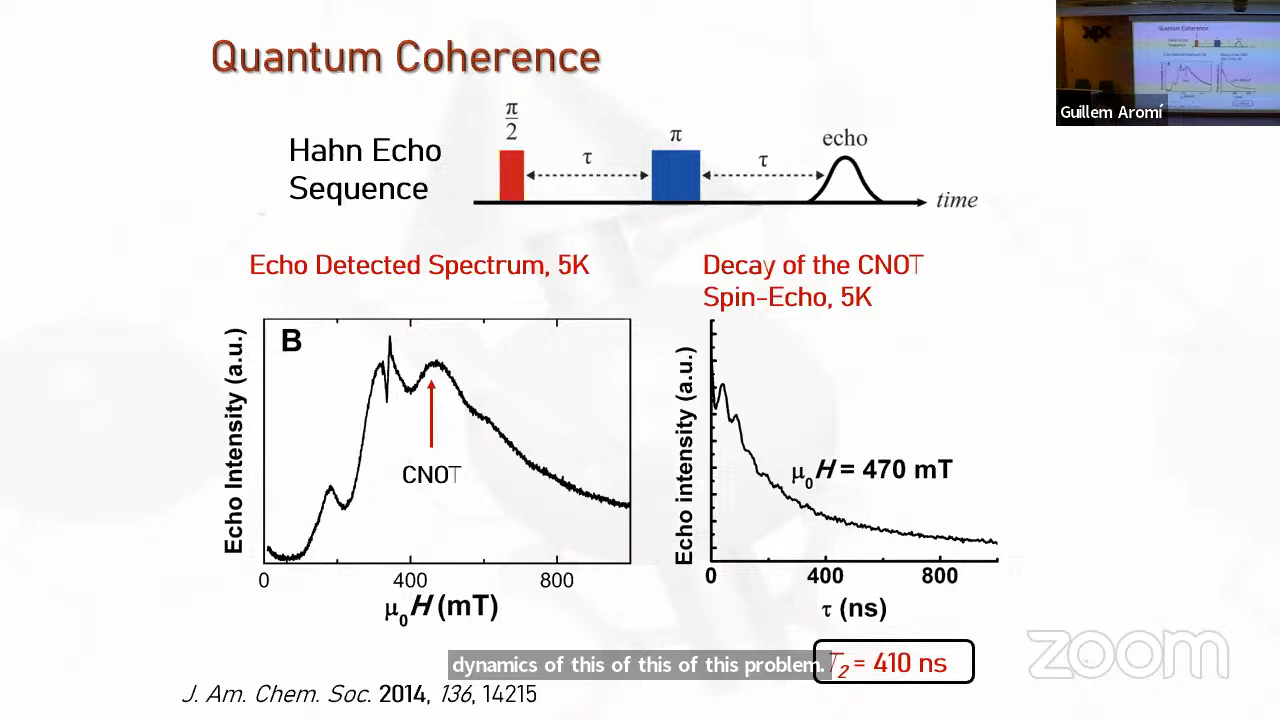 Quantum Coherence
Guillem Aromí
Hahn Echo
Sequence
π
2
τ
π
τ
echo
time
Echo Detected Spectrum, 5K
Decay of the CNOT
Spin-Echo, 5K
B
CNOT
Echo Intensity (a.u.)
0
400
800
μ0H (mT)
Echo intensity (a.u.)
μ0H = 470 mT
0
400
800
τ (ns)
dynamics of this of this of this problem.
T2 = 410 ns
zoom
J. Am. Chem. Soc. 2014, 136, 14215